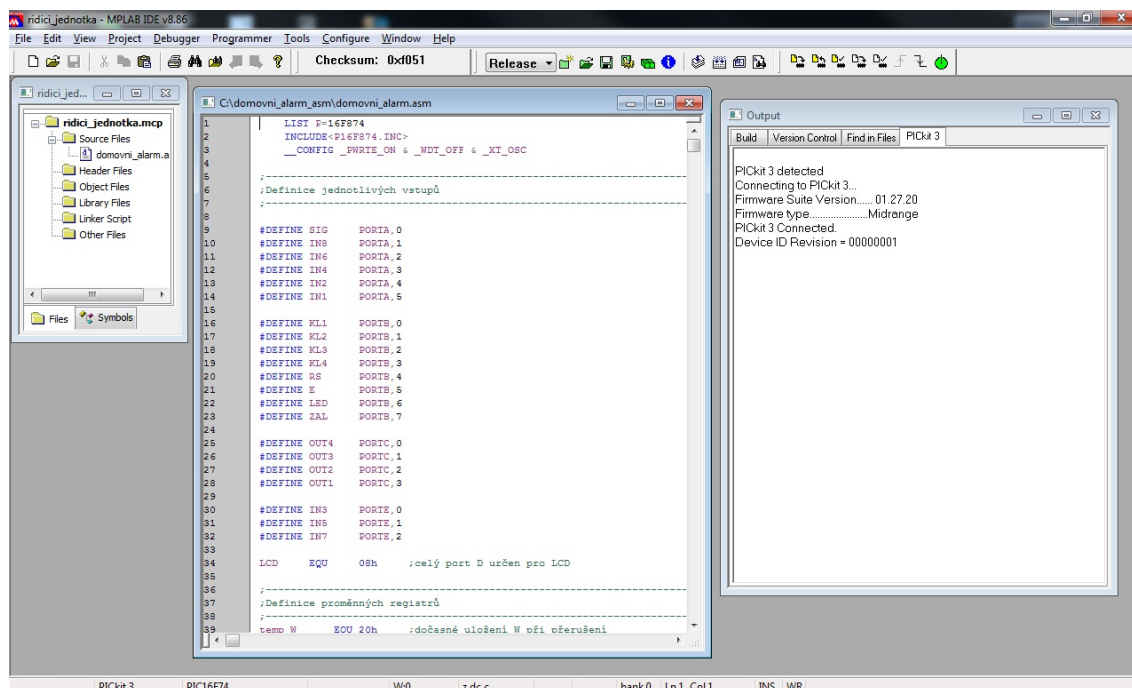 ridici_jednotka - MPLAB IDE v8.86
File Edit View Project Debugger Programmer Tools Configure Window Help
Checksum: 0xf051
Release
ridici_jed...
ridici_jednotka.mcp
Source Files
domovni_alarm.a
Header Files
Object Files
Library Files
Linker Script
Other Files
Files Symbols
C:\domovni_alarm_asm\domovni_alarm.asm
1 LIST P=16F874
2 INCLUDE<P16F874.INC>
3 __CONFIG _PWRTE_ON & _WDT_OFF & _XT_OSC
4
5 ;------------------------------------------------------------------
6 ;Definice jednotlivých vstupů
7 ;------------------------------------------------------------------
8
9 #DEFINE SIG PORTA,0
10 #DEFINE IN8 PORTA,1
11 #DEFINE IN6 PORTA,2
12 #DEFINE IN4 PORTA,3
13 #DEFINE IN2 PORTA,4
14 #DEFINE IN1 PORTA,5
15
16 #DEFINE KL1 PORTB,0
17 #DEFINE KL2 PORTB,1
18 #DEFINE KL3 PORTB,2
19 #DEFINE KL4 PORTB,3
20 #DEFINE RS PORTB,4
21 #DEFINE E PORTB,5
22 #DEFINE LED PORTB,6
23 #DEFINE ZAL PORTB,7
24
25 #DEFINE OUT4 PORTC,0
26 #DEFINE OUT3 PORTC,1
27 #DEFINE OUT2 PORTC,2
28 #DEFINE OUT1 PORTC,3
29
30 #DEFINE IN3 PORTE,0
31 #DEFINE IN5 PORTE,1
32 #DEFINE IN7 PORTE,2
33
34 LCD EQU 08h ;celý port D určen pro LCD
35
36 ;------------------------------------------------------------------
37 ;Definice proměnných registrů
38 ;------------------------------------------------------------------
39 temp_W EQU 20h ;dočasné uložení W při přerušení
Output
Build Version Control Find in Files PICkit 3
PICkit 3 detected
Connecting to PICkit 3...
Firmware Suite Version...... 01.27.20
Firmware type......................Midrange
PICkit 3 Connected.
Device ID Revision = 00000001
PICkit 3 PIC16F74 W:0 z dc c bank 0 Ln 1, Col 1 INS WR